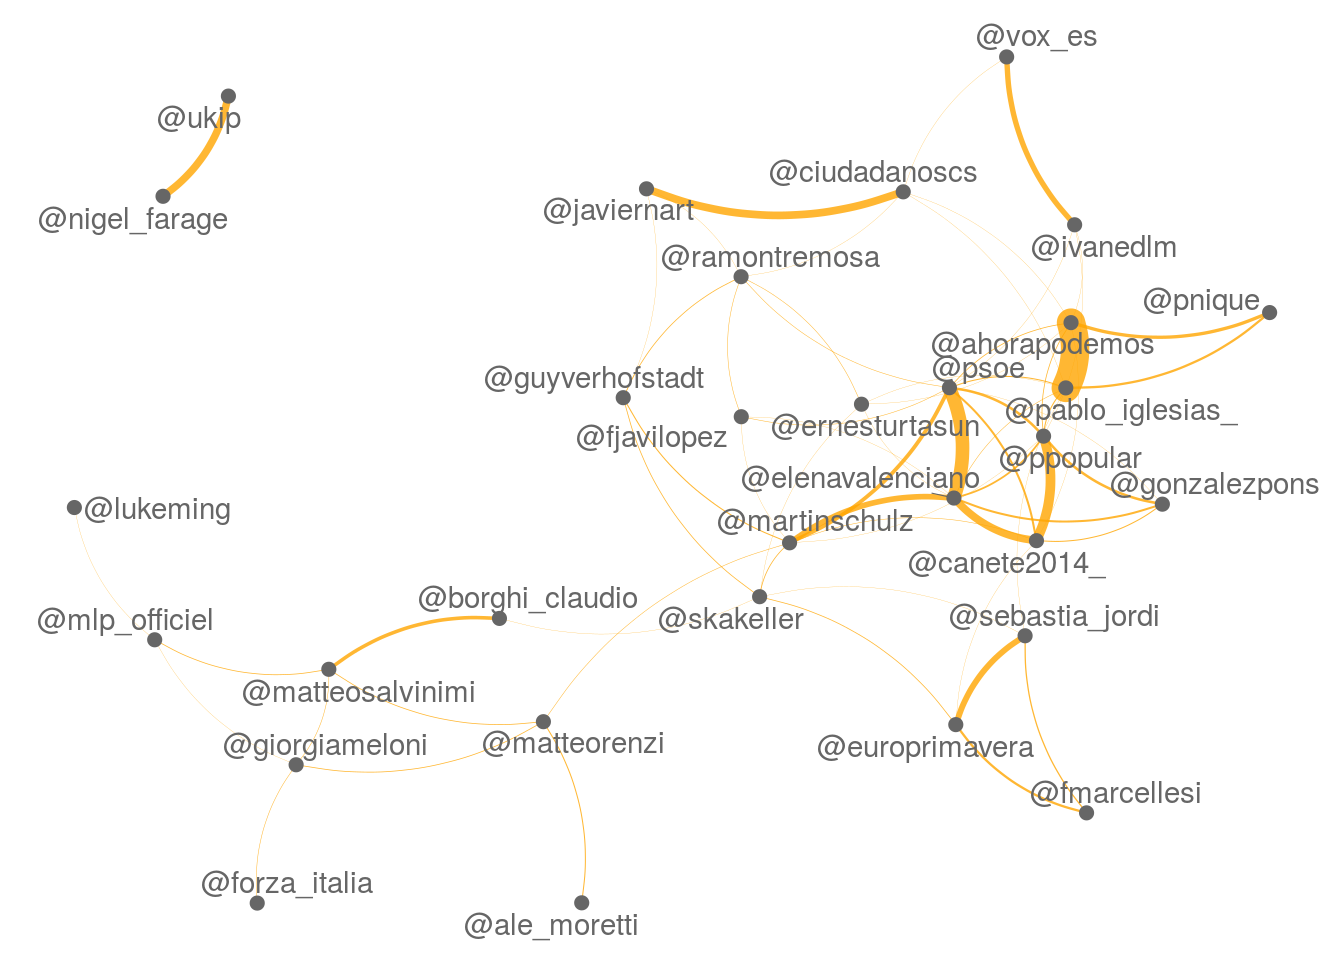 @vox_es
@ukip
@ciudadanoscs
@javiernart
@nigel_farage
@ivanedlm
@ramontremosa
@pnique
@ahorapodemos
@psoe
@guyverhofstadt
@pablo_iglesias_
@ernesturtasun
@fjavilopez
@ppopular
@elenavalenciano
@gonzalezpons
@lukeming
@martinschulz
@canete2014_
@borghi_claudio
@sebastia_jordi
@mlp_officiel
@skakeller
@matteosalvinimi
@giorgiameloni
@matteorenzi
@europrimavera
@fmarcellesi
@forza_italia
@ale_moretti